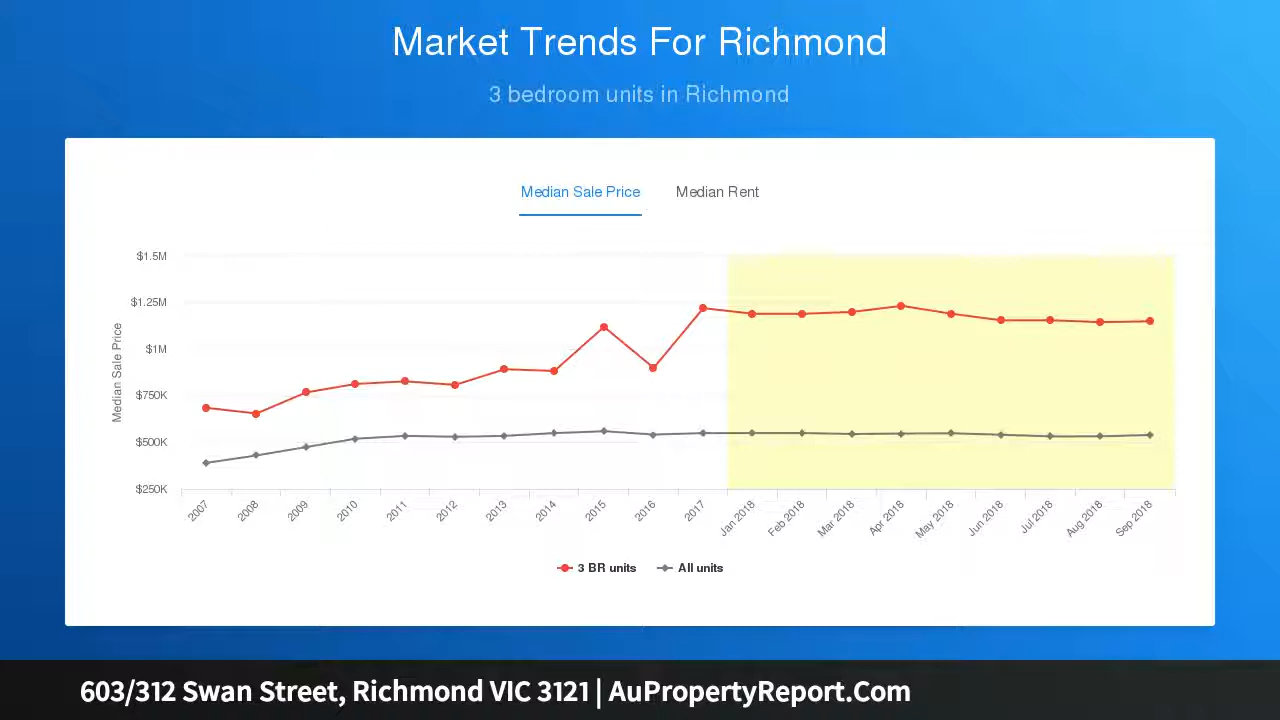 Market Trends For Richmond
3 bedroom units in Richmond
Median Sale Price Median Rent
$1.5M
$1.25M
$1M
$750K
$500K
$250K
Median Sale Price
2007 2008 2009 2010 2011 2012 2013 2014 2015 2016 2017 Jan 2018 Feb 2018 Mar 2018 Apr 2018 May 2018 Jun 2018 Jul 2018 Aug 2018 Sep 2018
3 BR units All units
603/312 Swan Street, Richmond VIC 3121 | AuPropertyReport.Com